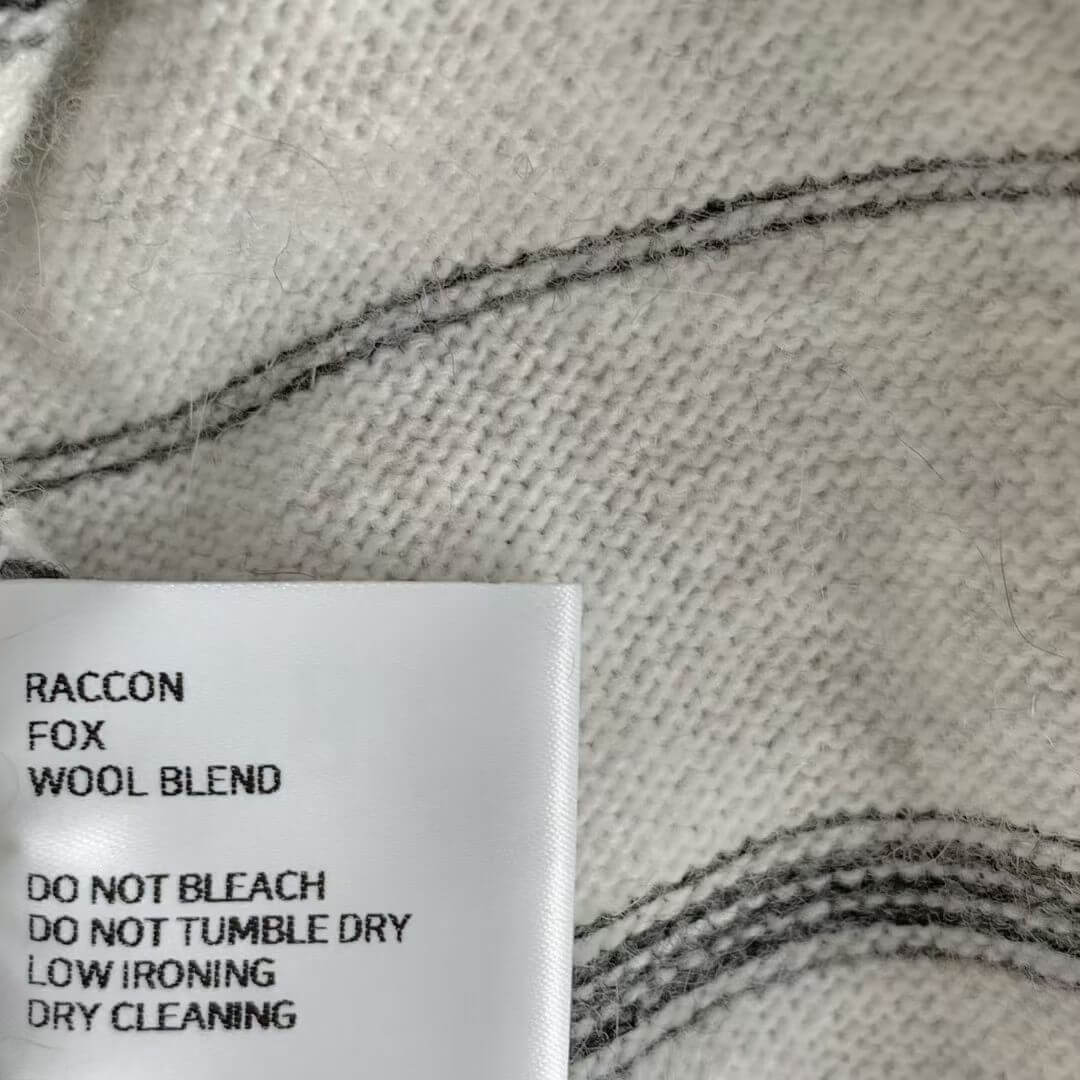 RACCON
FOX
WOOL BLEND
DO NOT BLEACH
DO NOT TUMBLE DRY
LOW IRONING
DRY CLEANING